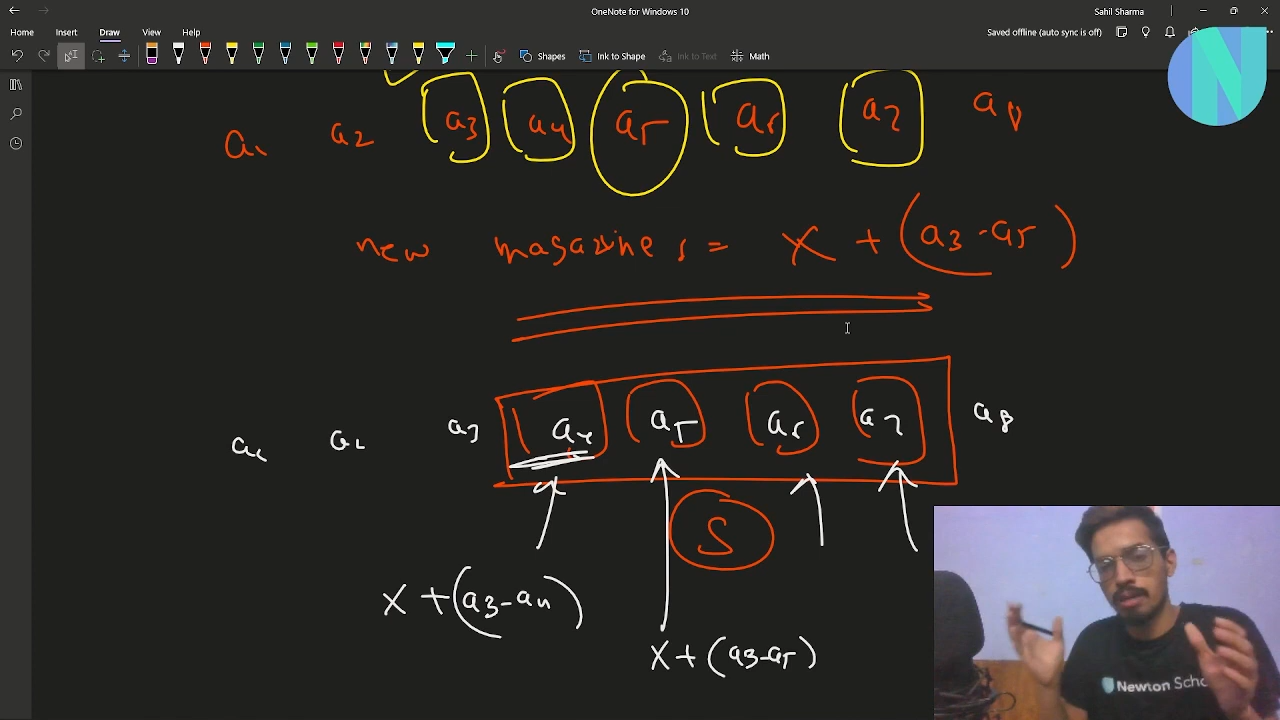 OneNote for Windows 10
Sahil Sharma
Home Insert Draw View Help
Saved offline (auto sync is off)
Shapes Ink to Shape Ink to Text Math
N
a1 a2 a3 a4 a5 a6 a7 a8
new magazines = X + (a3 - a5)
a1 a2 a3 a4 a5 a6 a7 a8
S
X + (a3 - a4)
X + (a3 - a5)
Newton Scho